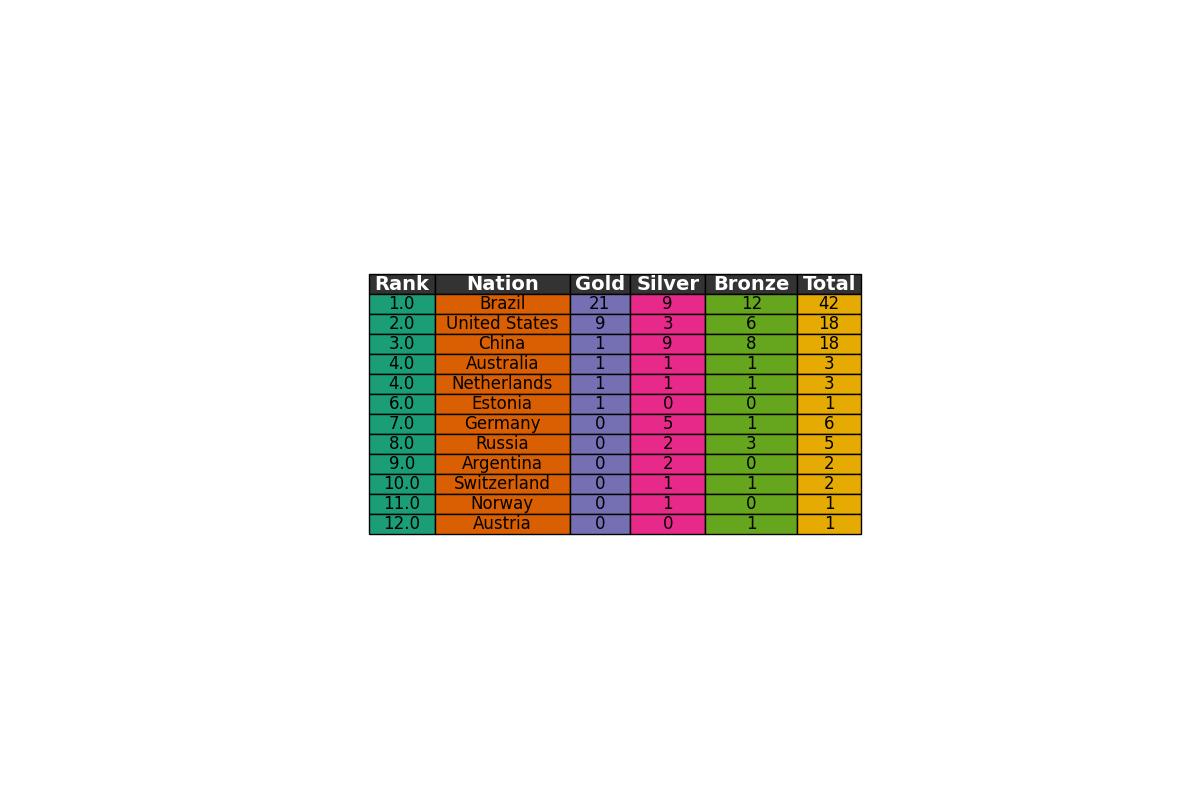 Rank Nation Gold Silver Bronze Total
1.0 Brazil 21 9 12 42
2.0 United States 9 3 6 18
3.0 China 1 9 8 18
4.0 Australia 1 1 1 3
4.0 Netherlands 1 1 1 3
6.0 Estonia 1 0 0 1
7.0 Germany 0 5 1 6
8.0 Russia 0 2 3 5
9.0 Argentina 0 2 0 2
10.0 Switzerland 0 1 1 2
11.0 Norway 0 1 0 1
12.0 Austria 0 0 1 1